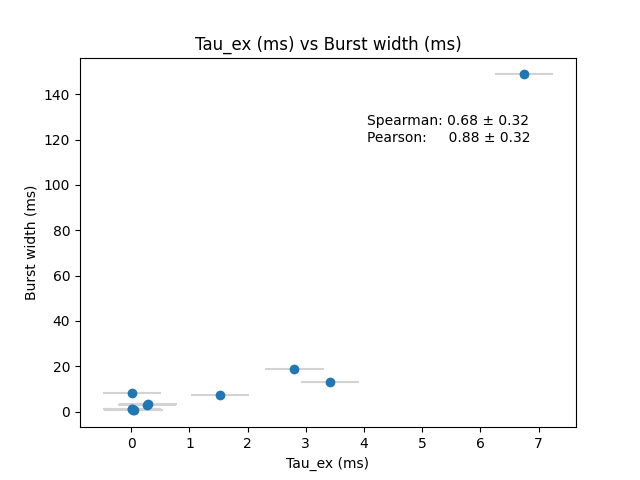 Tau_ex (ms) vs Burst width (ms)
140
120
100
80
60
40
20
0
Burst width (ms)
Spearman: 0.68 ± 0.32
Pearson: 0.88 ± 0.32
0 1 2 3 4 5 6 7
Tau_ex (ms)